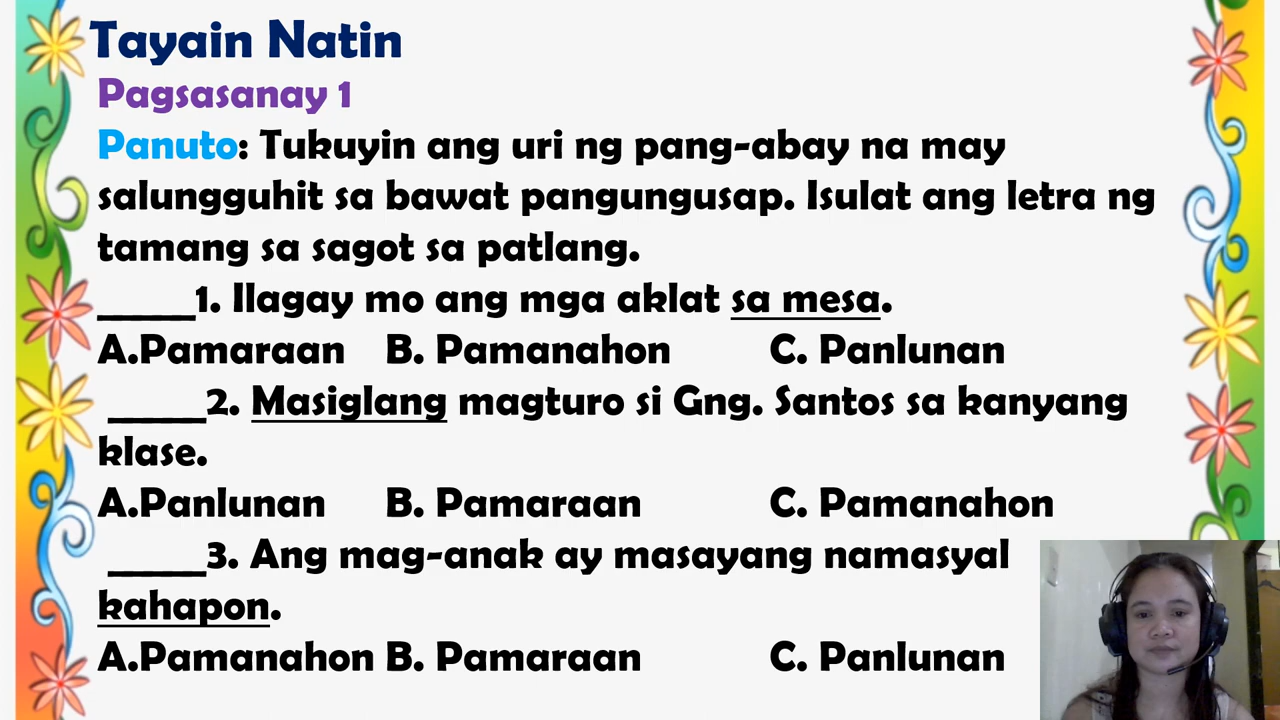 Tayain Natin
Pagsasanay 1
Panuto: Tukuyin ang uri ng pang-abay na may
salungguhit sa bawat pangungusap. Isulat ang letra ng
tamang sa sagot sa patlang.
_____1. Ilagay mo ang mga aklat sa mesa.
A.Pamaraan B. Pamanahon C. Panlunan
_____2. Masiglang magturo si Gng. Santos sa kanyang
klase.
A.Panlunan B. Pamaraan C. Pamanahon
_____3. Ang mag-anak ay masayang namasyal
kahapon.
A.Pamanahon B. Pamaraan C. Panlunan